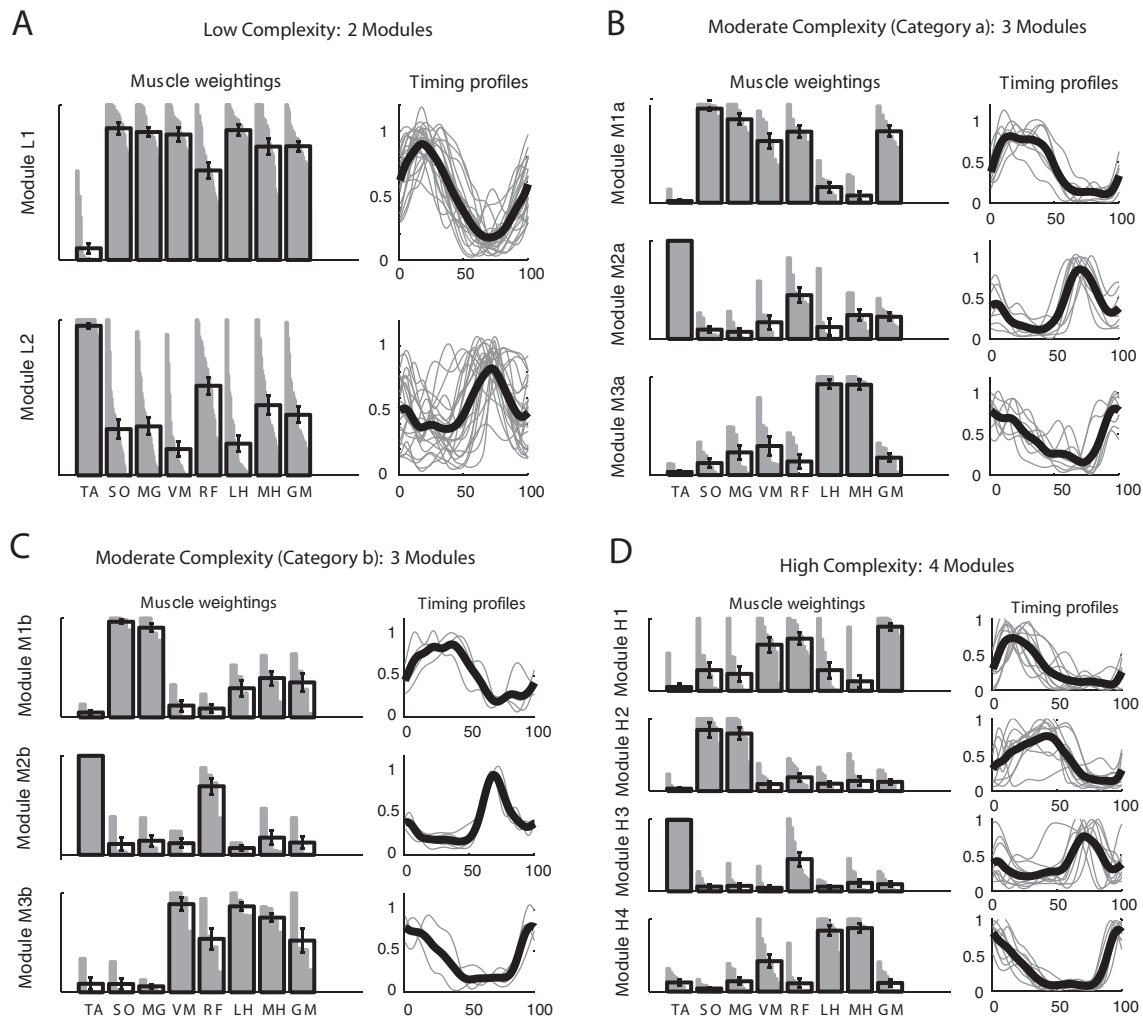 A
Low Complexity: 2 Modules
Muscle weightings
Timing profiles
Module L1
1
0.5
0
0 50 100
Module L2
1
0.5
0
TA SO MG VM RF LH MH GM
0 50 100
B
Moderate Complexity (Category a): 3 Modules
Muscle weightings
Timing profiles
Module M1a
1
0.5
0
0 50 100
Module M2a
1
0.5
0
0 50 100
Module M3a
1
0.5
0
TA SO MG VM RF LH MH GM
0 50 100
C
Moderate Complexity (Category b): 3 Modules
Muscle weightings
Timing profiles
Module M1b
1
0.5
0
0 50 100
Module M2b
1
0.5
0
0 50 100
Module M3b
1
0.5
0
TA SO MG VM RF LH MH GM
0 50 100
D
High Complexity: 4 Modules
Muscle weightings
Timing profiles
Module H1
1
0.5
0
0 50 100
Module H2
1
0.5
0
0 50 100
Module H3
1
0.5
0
0 50 100
Module H4
1
0.5
0
TA SO MG VM RF LH MH GM
0 50 100